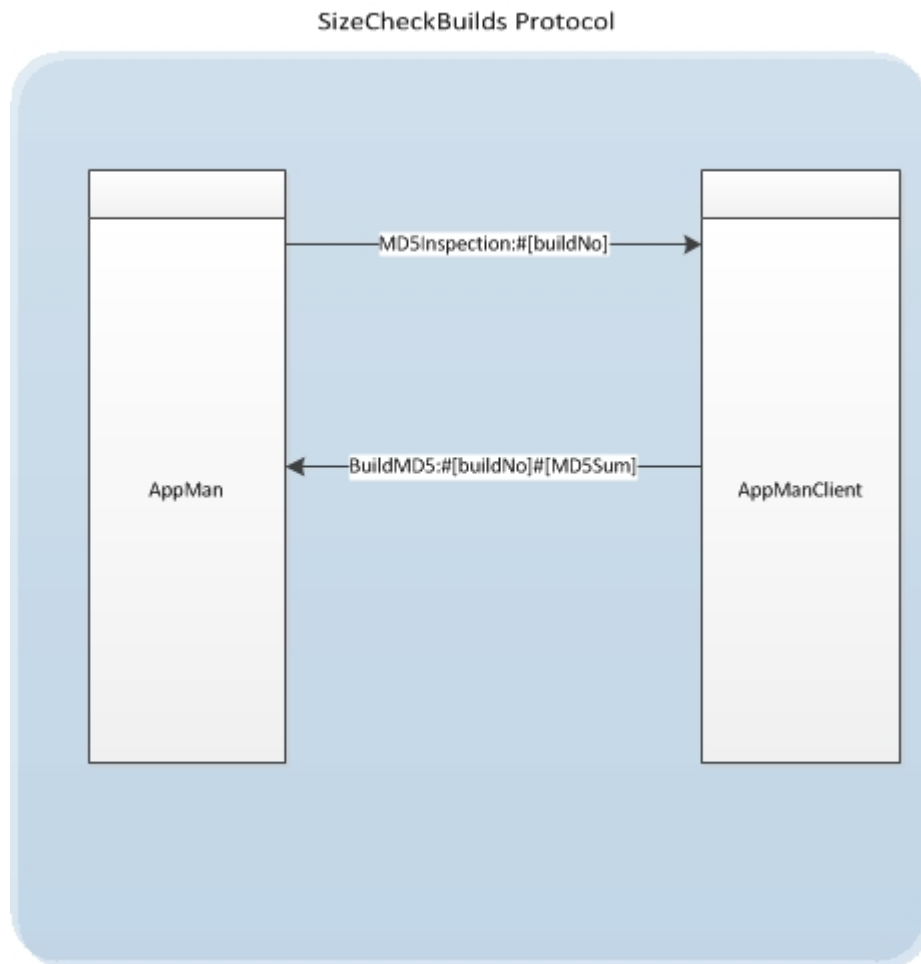 SizeCheckBuilds Protocol
MD5Inspection:#[buildNo]
BuildMD5:#[buildNo]#[MD5Sum]
AppMan
AppManClient